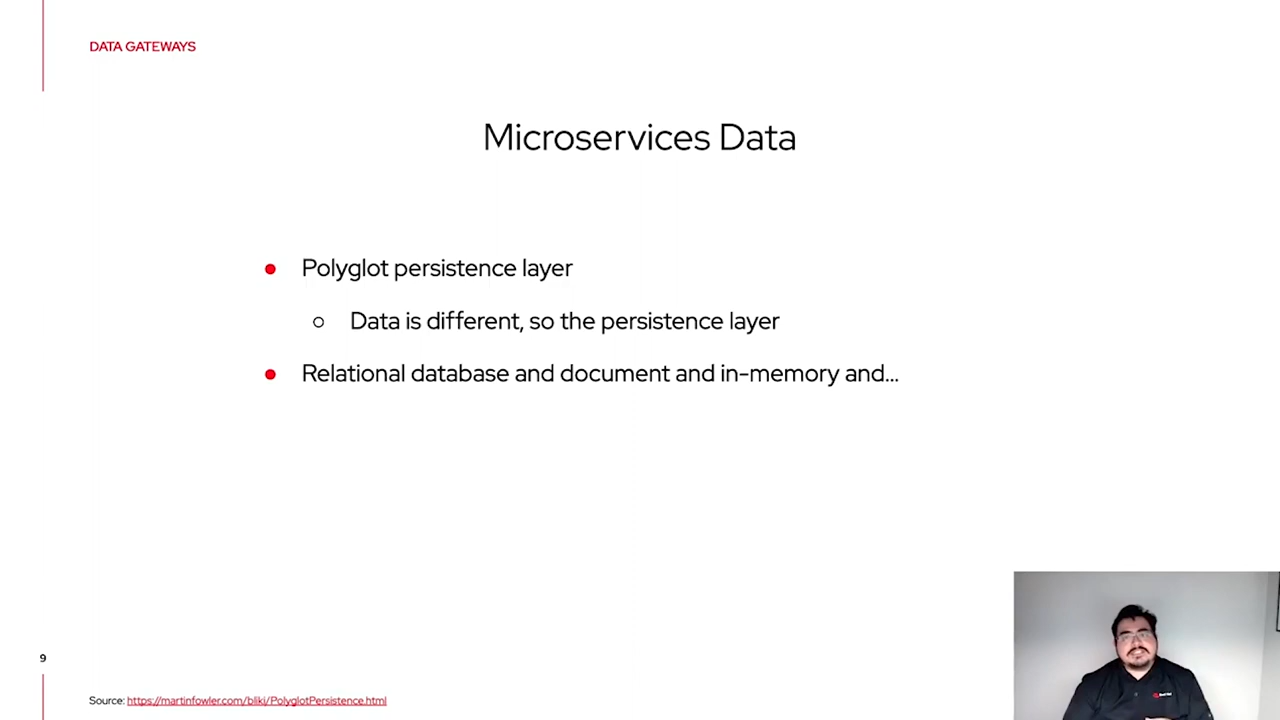 DATA GATEWAYS
Microservices Data
● Polyglot persistence layer
○ Data is different, so the persistence layer
● Relational database and document and in-memory and...
9
Source: https://martinfowler.com/bliki/PolyglotPersistence.html